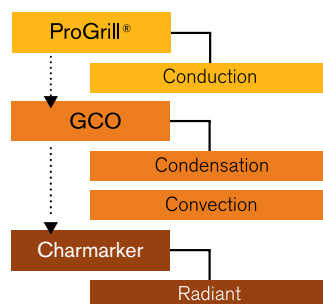 ProGrill®
Conduction
GCO
Condensation
Convection
Charmarker
Radiant